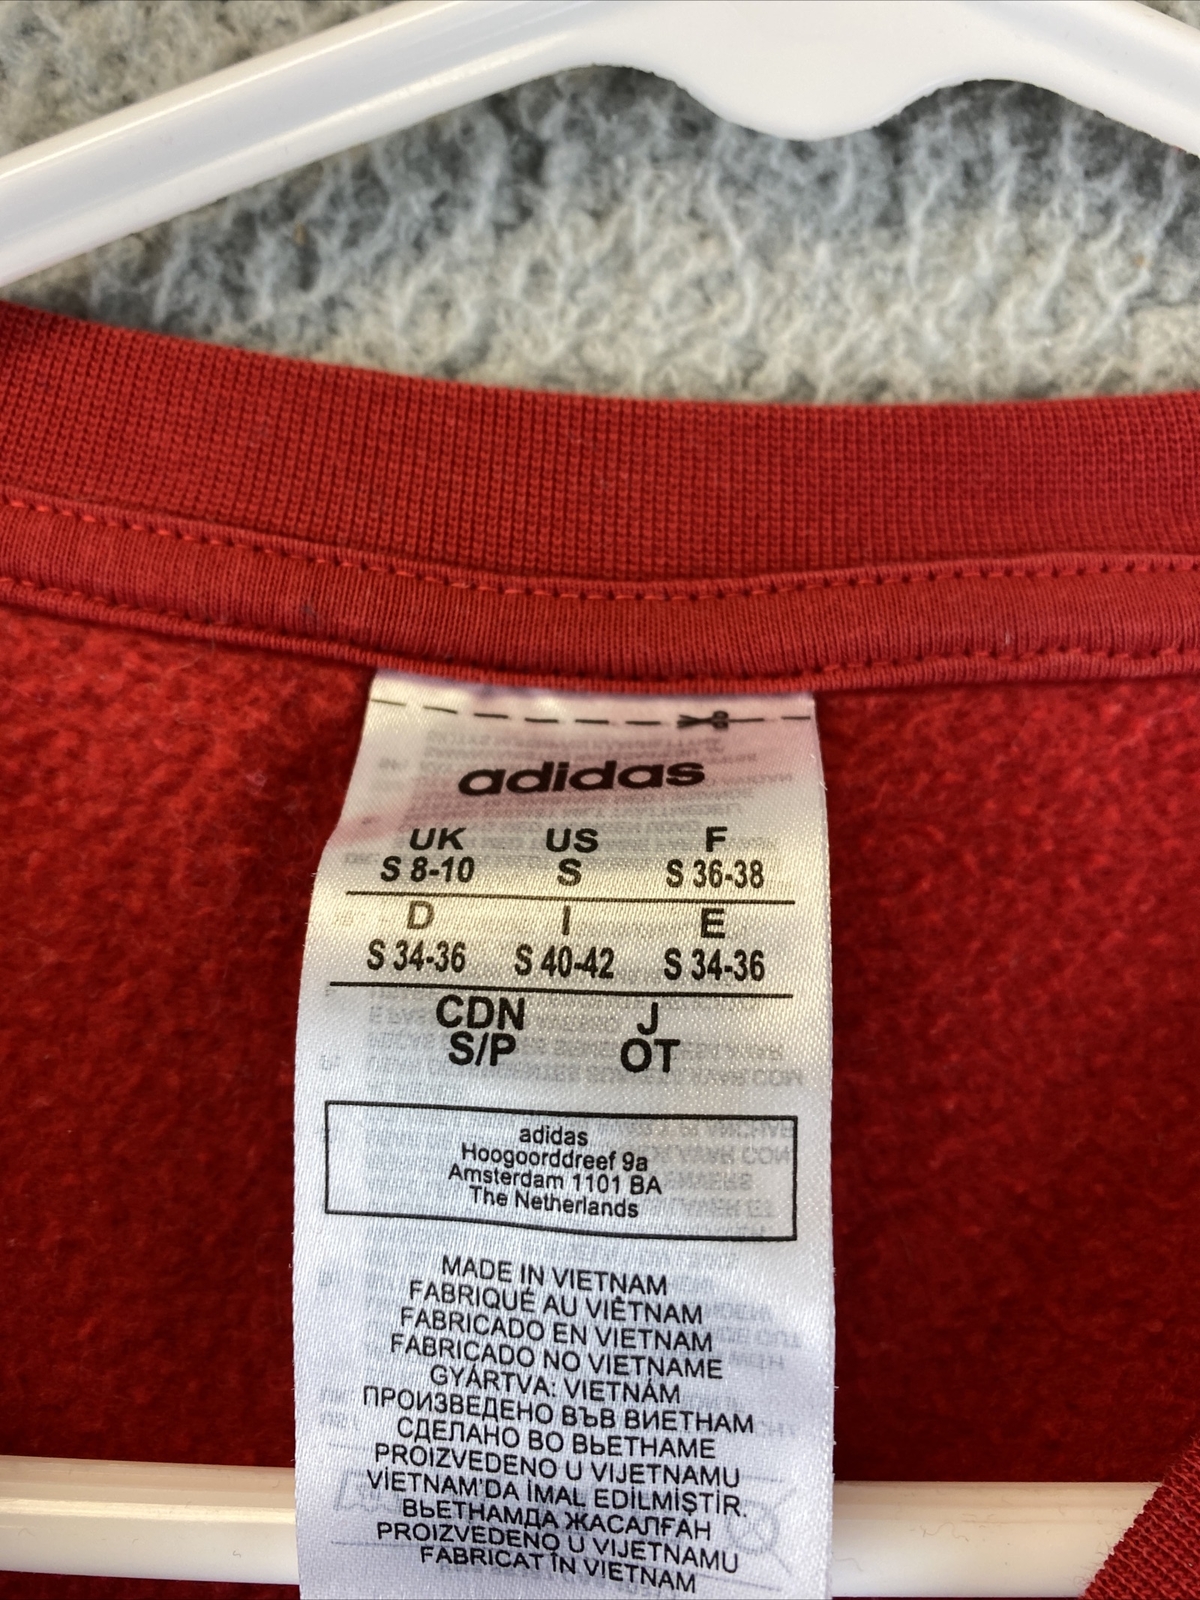 adidas
UK US F
S 8-10 S S 36-38
D I E
S 34-36 S 40-42 S 34-36
CDN J
S/P OT
adidas
Hoogoorddreef 9a
Amsterdam 1101 BA
The Netherlands
MADE IN VIETNAM
FABRIQUÉ AU VIÊTNAM
FABRICADO EN VIETNAM
FABRICADO NO VIETNAME
GYÁRTVA: VIETNÁM
ПРОИЗВЕДЕНО ВЪВ ВИЕТНАМ
СДЕЛАНО ВО ВЬЕТНАМЕ
PROIZVEDENO U VIJETNAMU
VİETNAM'DA İMAL EDİLMİŞTİR.
ВЬЕТНАМДА ЖАСАЛҒАН
PROIZVEDENO U VIJETNAMU
FABRICAT ÎN VIETNAM